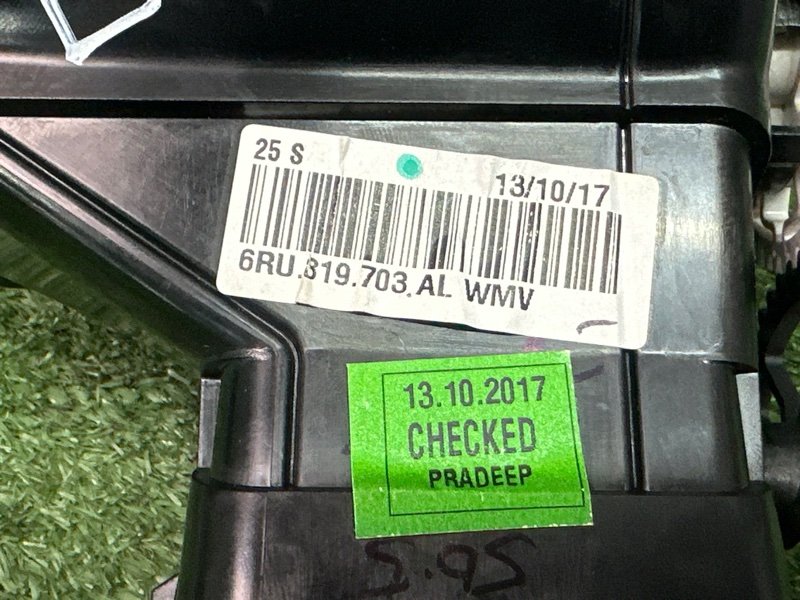 25 S
13/10/17
6RU.819.703.AL WMV
13.10.2017
CHECKED
PRADEEP